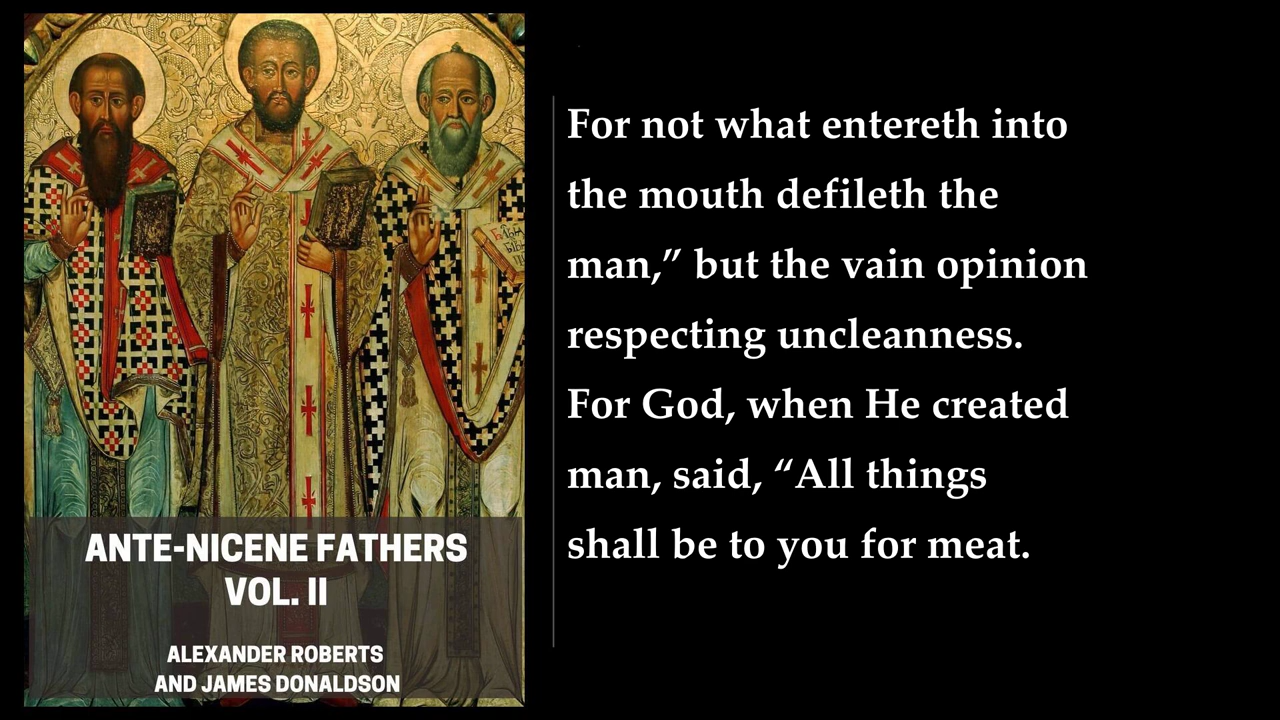 ANTE-NICENE FATHERS
VOL. II
ALEXANDER ROBERTS
AND JAMES DONALDSON
For not what entereth into
the mouth defileth the
man,” but the vain opinion
respecting uncleanness.
For God, when He created
man, said, “All things
shall be to you for meat.